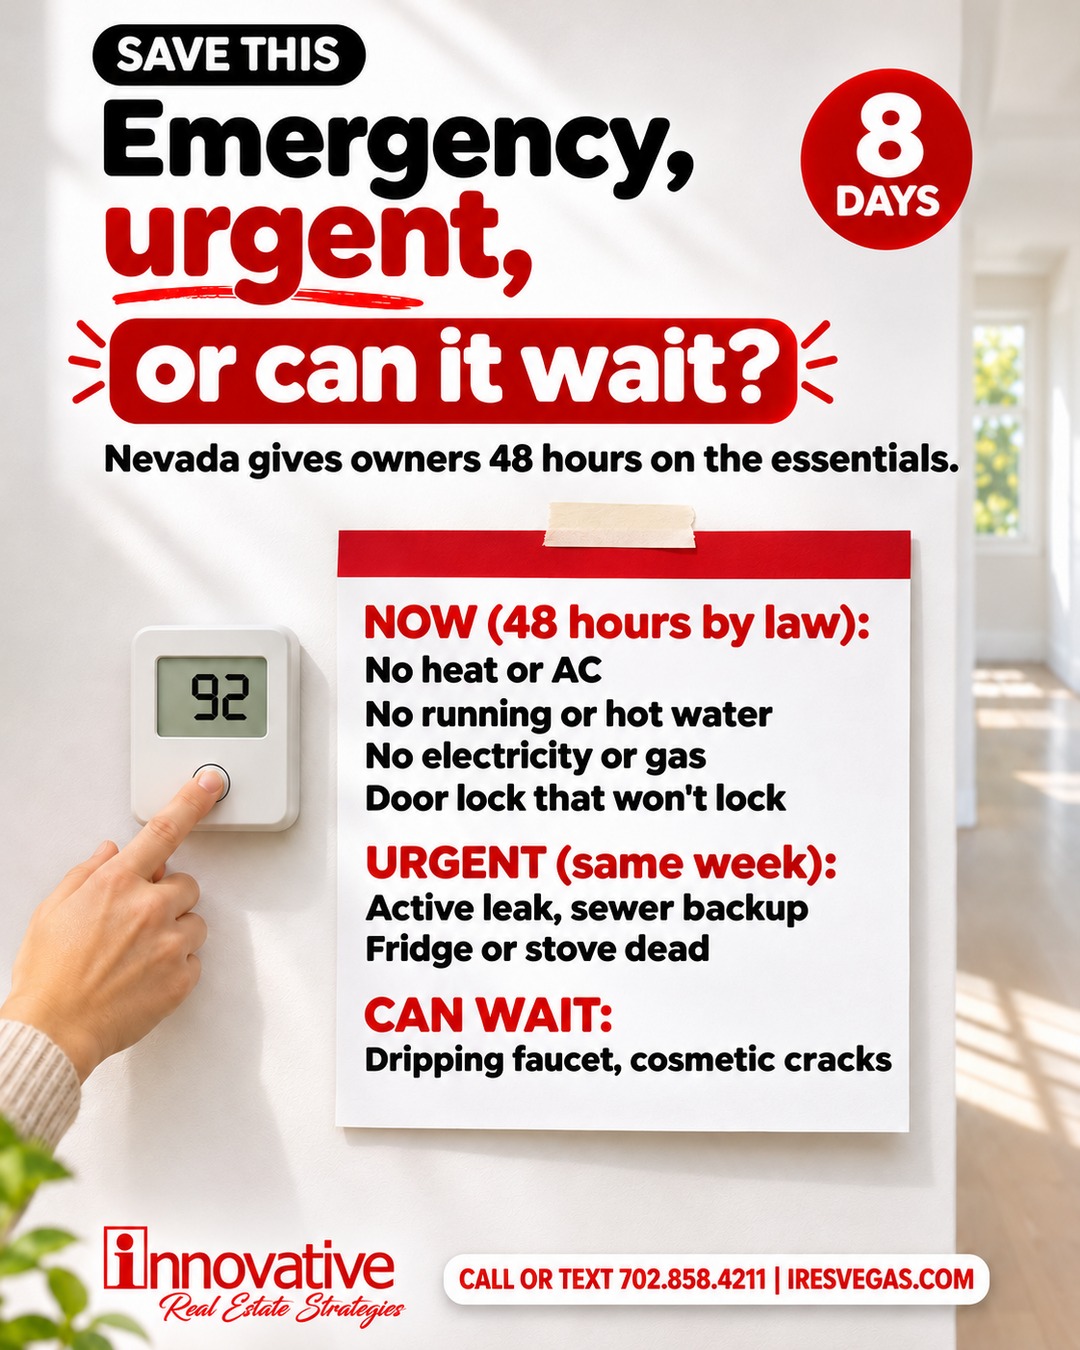 SAVE THIS
Emergency,
urgent,
or can it wait?
8
DAYS
Nevada gives owners 48 hours on the essentials.
92
NOW (48 hours by law):
No heat or AC
No running or hot water
No electricity or gas
Door lock that won't lock
URGENT (same week):
Active leak, sewer backup
Fridge or stove dead
CAN WAIT:
Dripping faucet, cosmetic cracks
innovative
Real Estate Strategies
CALL OR TEXT 702.858.4211 | IRESVEGAS.COM